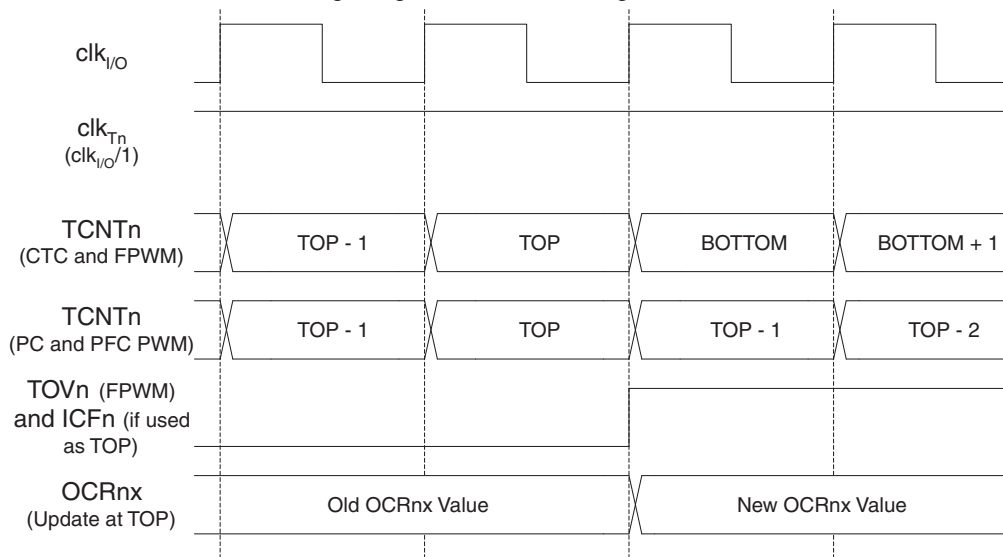 clkI/O
clkTn
(clkI/O/1)
TCNTn
(CTC and FPWM)
TOP - 1
TOP
BOTTOM
BOTTOM + 1
TCNTn
(PC and PFC PWM)
TOP - 1
TOP
TOP - 1
TOP - 2
TOVn (FPWM)
and ICFn (if used
as TOP)
OCRnx
(Update at TOP)
Old OCRnx Value
New OCRnx Value